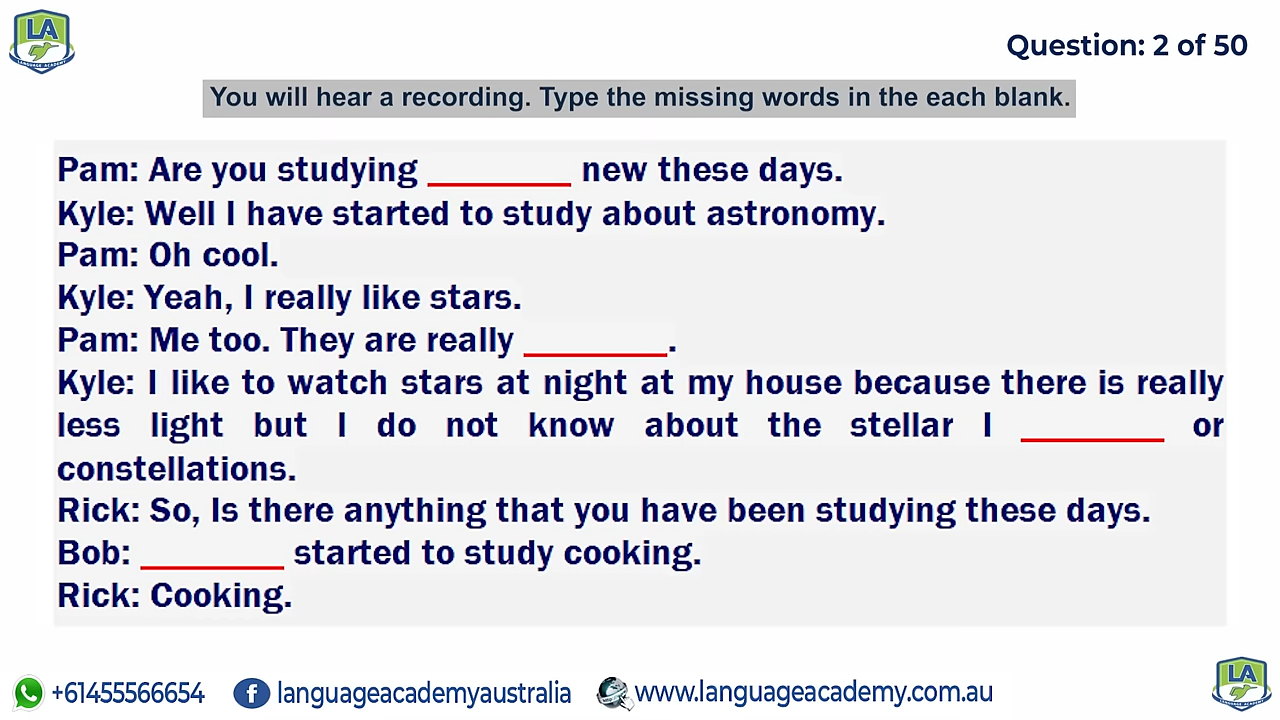 LA
LANGUAGE ACADEMY
Question: 2 of 50
You will hear a recording. Type the missing words in the each blank.
Pam: Are you studying ________ new these days.
Kyle: Well I have started to study about astronomy.
Pam: Oh cool.
Kyle: Yeah, I really like stars.
Pam: Me too. They are really ________.
Kyle: I like to watch stars at night at my house because there is really
less light but I do not know about the stellar I ________ or
constellations.
Rick: So, Is there anything that you have been studying these days.
Bob: ________ started to study cooking.
Rick: Cooking.
+61455566654 languageacademyaustralia www.languageacademy.com.au
LA
LANGUAGE ACADEMY